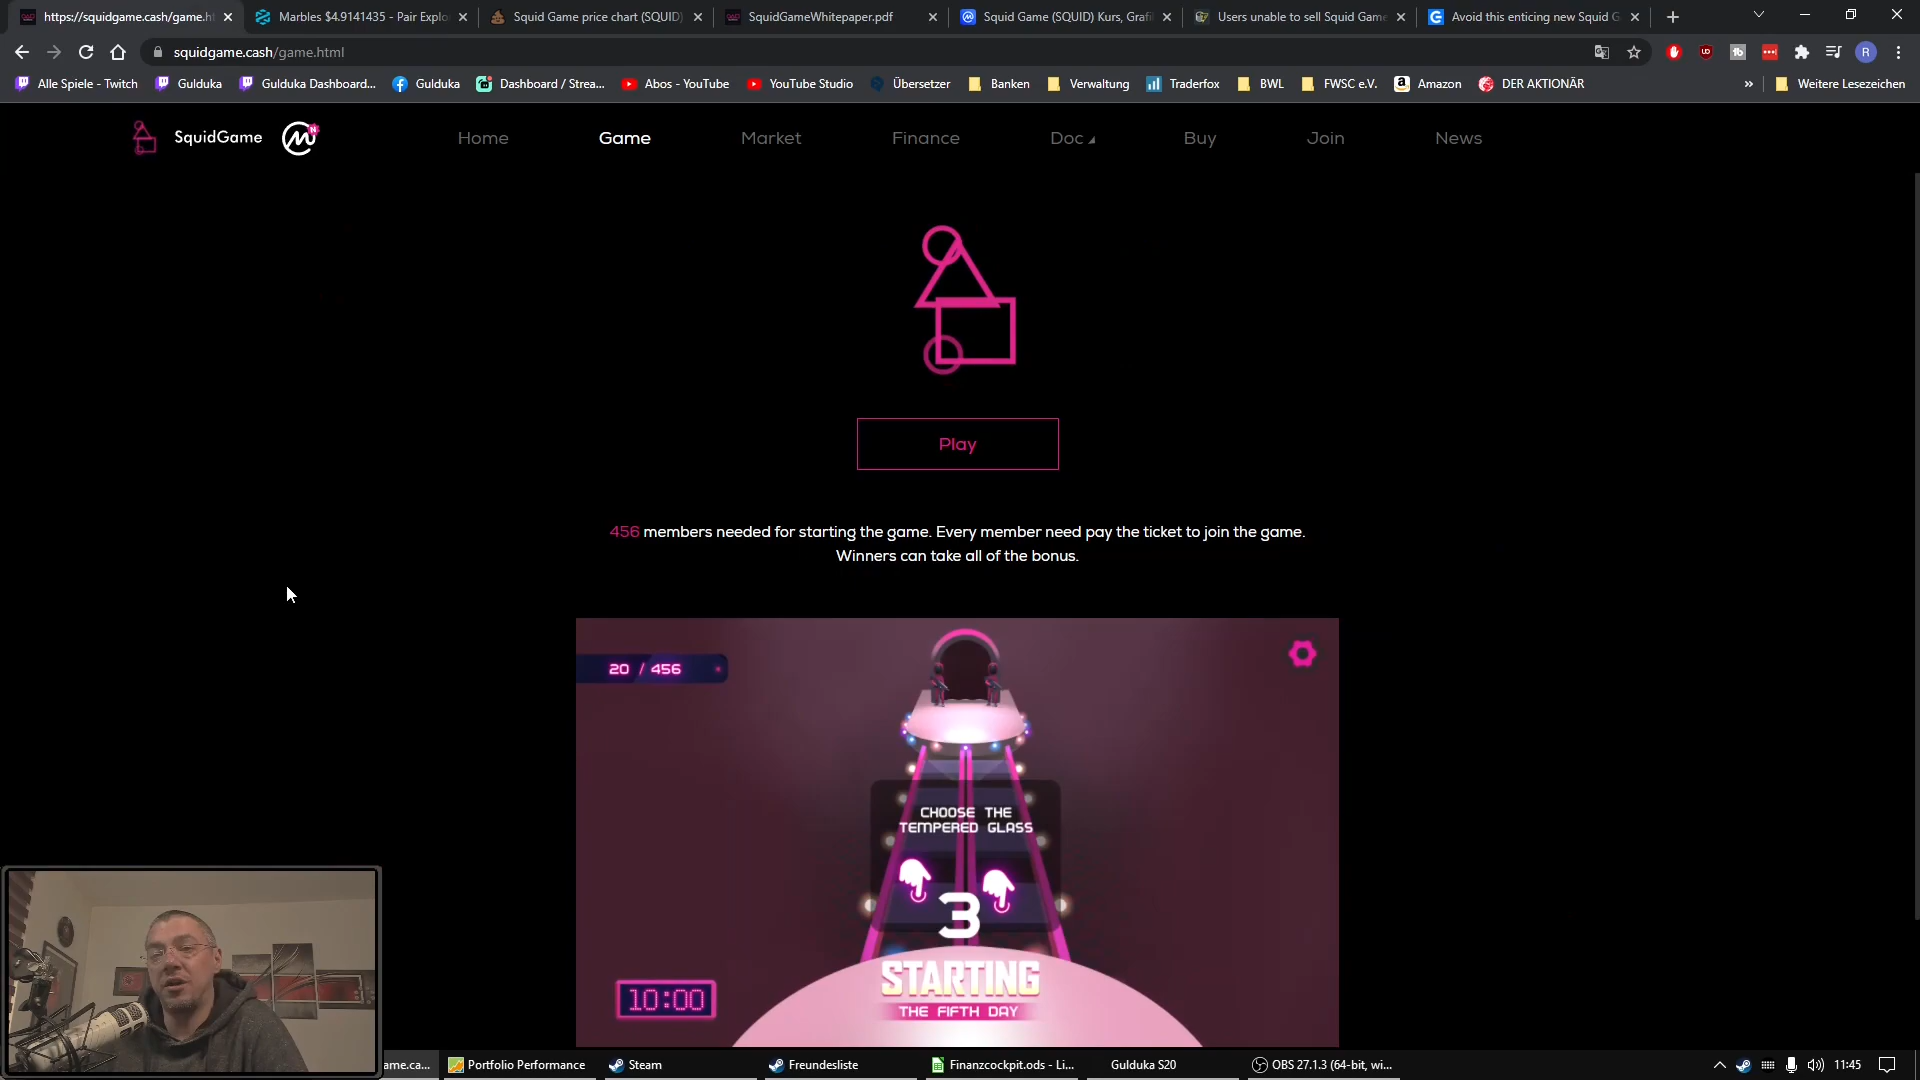 https://squidgame.cash/game.h
Marbles $4.9141435 - Pair Explo
Squid Game price chart (SQUID)
SquidGameWhitepaper.pdf
Squid Game (SQUID) Kurs, Grafi
Users unable to sell Squid Game
Avoid this enticing new Squid G
squidgame.cash/game.html
R
Alle Spiele - Twitch
Gulduka
Gulduka Dashboard...
Gulduka
Dashboard / Strea...
Abos - YouTube
YouTube Studio
Übersetzer
Banken
Verwaltung
Traderfox
BWL
FWSC e.V.
Amazon
DER AKTIONÄR
»
Weitere Lesezeichen
SquidGame
Home
Game
Market
Finance
Doc
Buy
Join
News
Play
456 members needed for starting the game. Every member need pay the ticket to join the game.
Winners can take all of the bonus.
20 / 456
CHOOSE THE
TEMPERED GLASS
3
STARTING
THE FIFTH DAY
10:00
ame.ca...
Portfolio Performance
Steam
Freundesliste
Finanzcockpit.ods - Li...
Gulduka S20
OBS 27.1.3 (64-bit, wi...
11:45